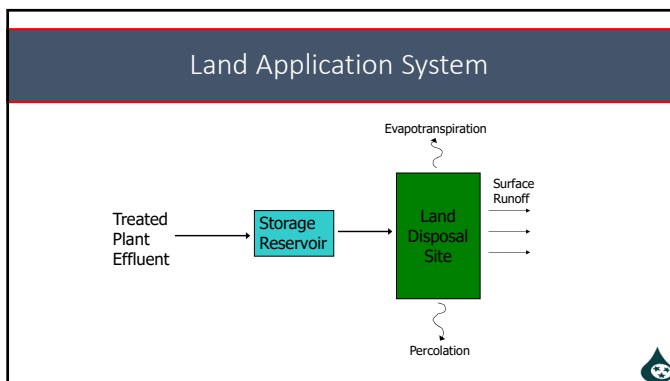 Land Application System
Evapotranspiration
Surface
Runoff
Treated
Plant
Effluent
Storage
Reservoir
Land
Disposal
Site
Percolation